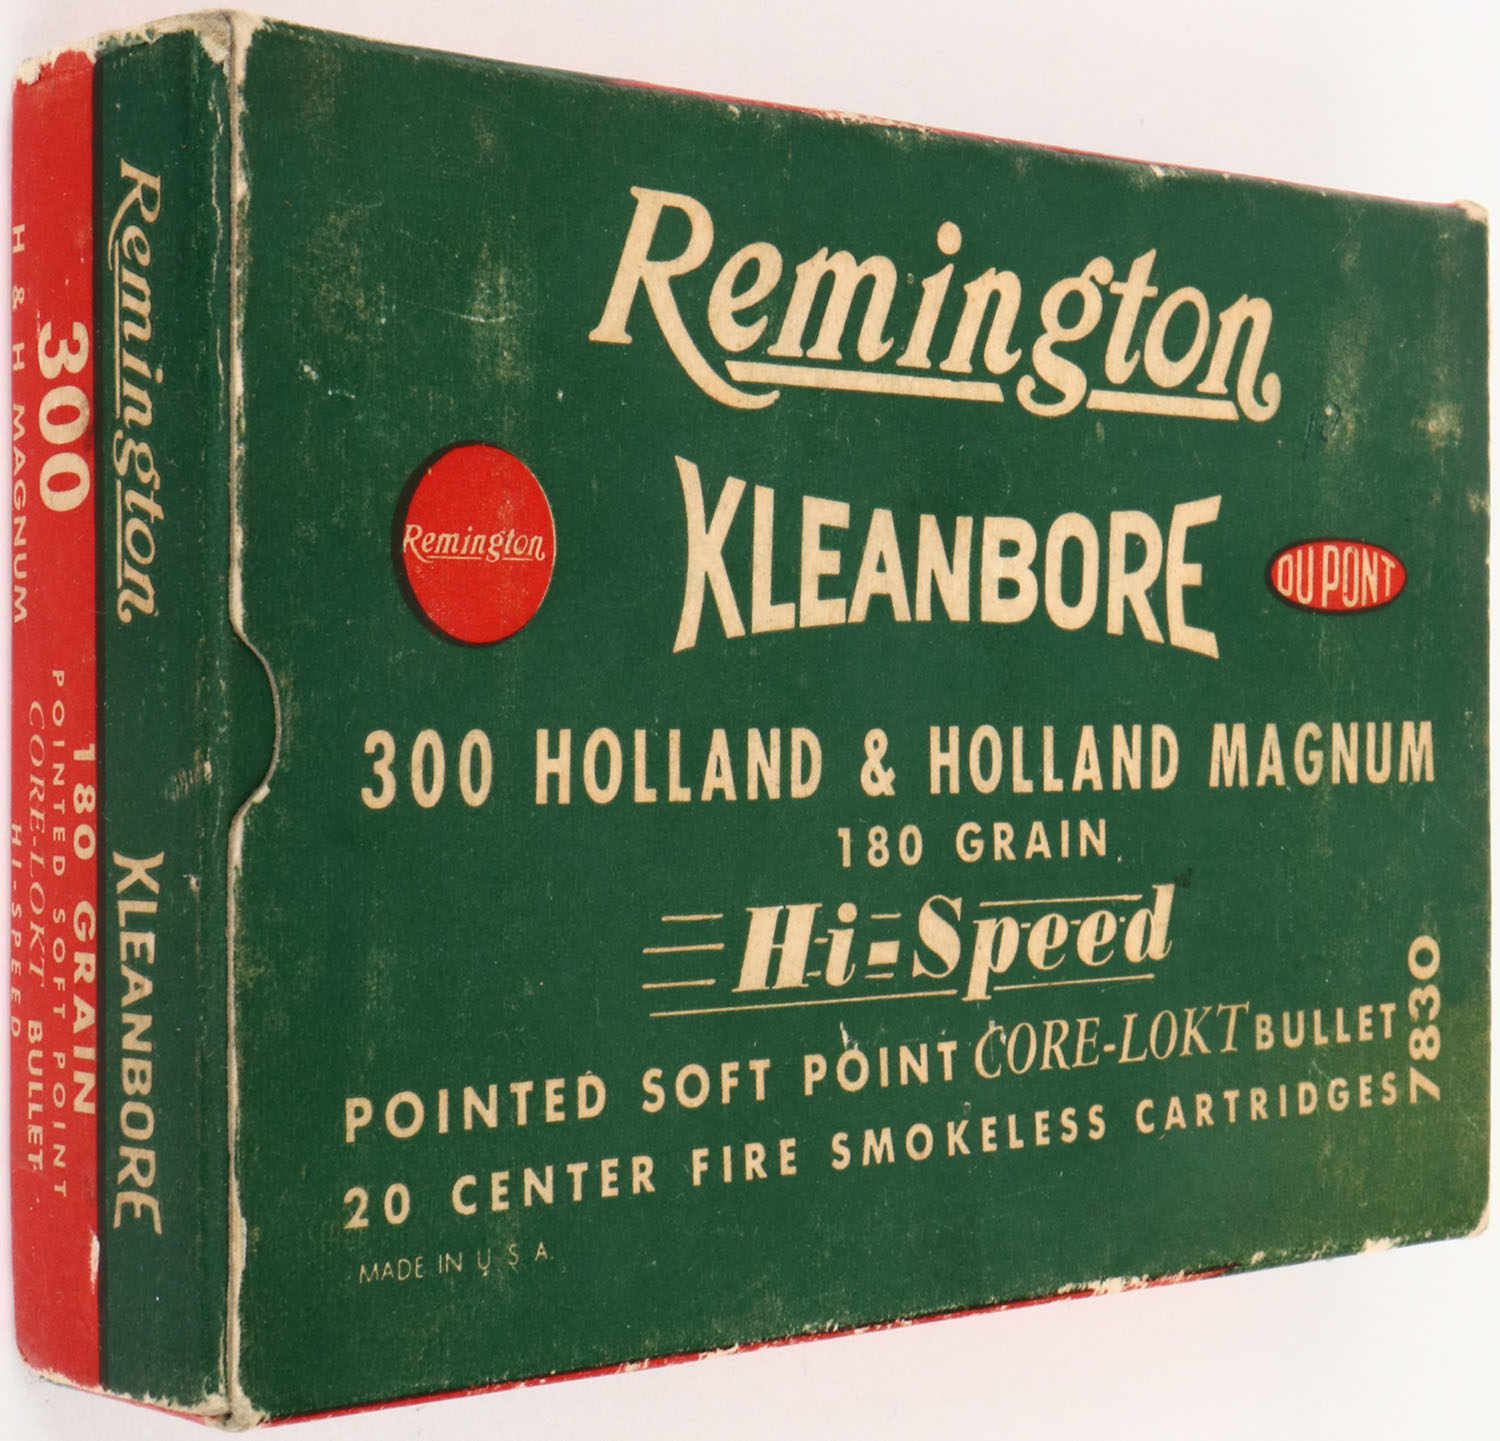 Remington
KLEANBORE
Remington
DU PONT
300 HOLLAND & HOLLAND MAGNUM
180 GRAIN
Hi-Speed
POINTED SOFT POINT CORE-LOKT BULLET
20 CENTER FIRE SMOKELESS CARTRIDGES
7830
MADE IN U.S.A.
Remington KLEANBORE
300 180 GRAIN
H & H MAGNUM
POINTED SOFT POINT
CORE-LOKT BULLET
HI-SPEED